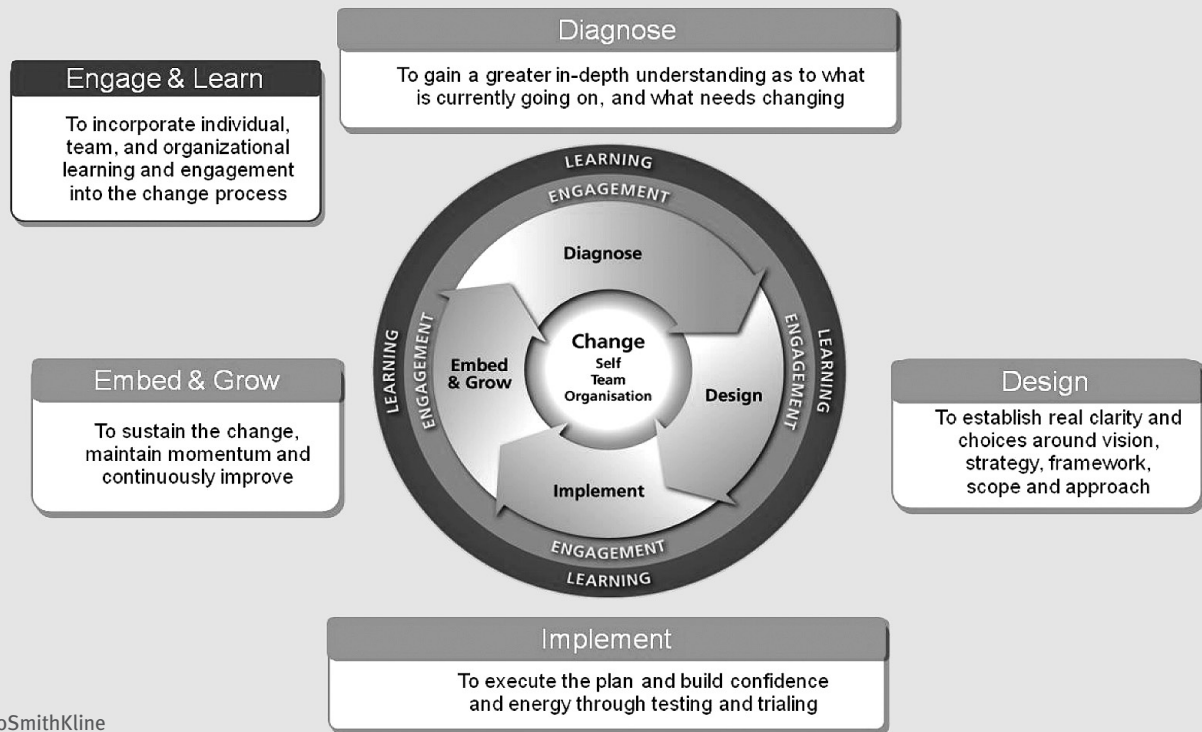 Diagnose
To gain a greater in-depth understanding as to what
is currently going on, and what needs changing
Engage & Learn
To incorporate individual,
team, and organizational
learning and engagement
into the change process
LEARNING
ENGAGEMENT
Diagnose
LEARNING
ENGAGEMENT
Embed
& Grow
Change
Self
Team
Organisation
Design
ENGAGEMENT
LEARNING
Implement
ENGAGEMENT
LEARNING
Embed & Grow
To sustain the change,
maintain momentum and
continuously improve
Design
To establish real clarity and
choices around vision,
strategy, framework,
scope and approach
Implement
To execute the plan and build confidence
and energy through testing and trialing
oSmithKline